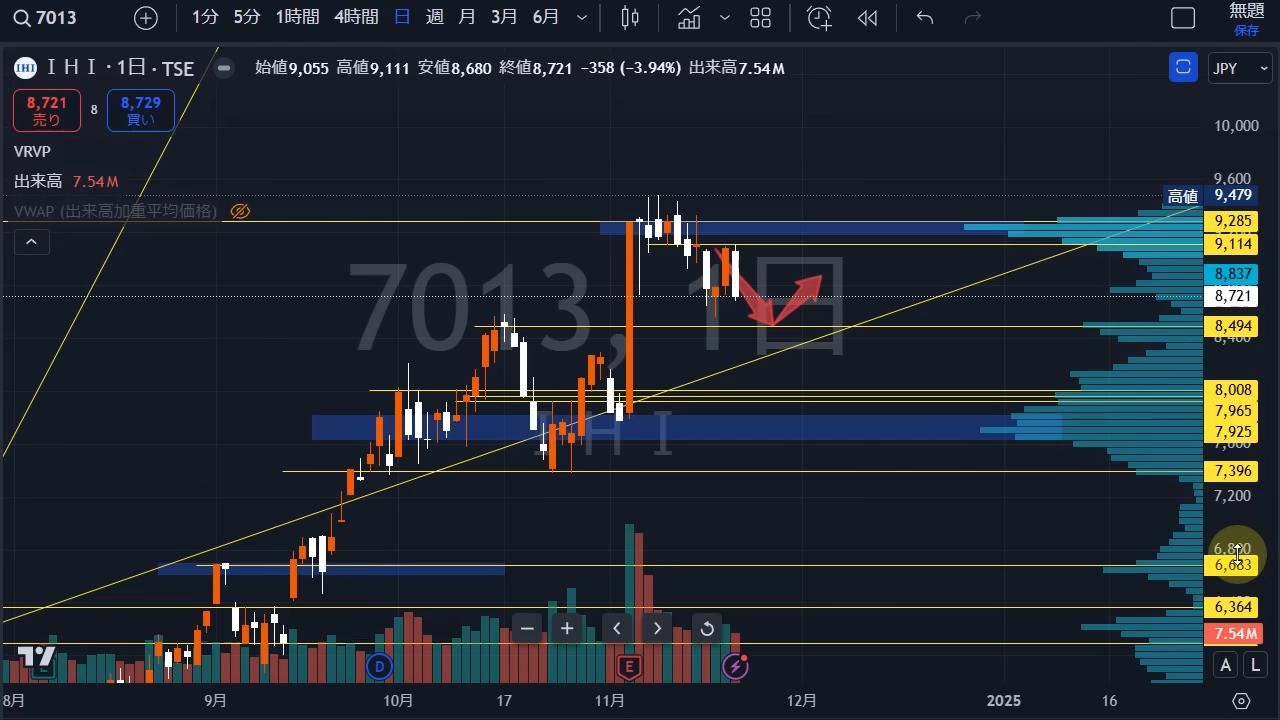 7013 1分 5分 1時間 4時間 日 週 月 3月 6月 無題
保存
IHI ＩＨＩ · 1日 · TSE 始値9,055 高値9,111 安値8,680 終値8,721 −358 (−3.94%) 出来高7.54M JPY
8,721 売り 8 8,729 買い
VRVP
出来高 7.54M
VWAP (出来高加重平均価格)
7013, 1日
ＩＨＩ
10,000
9,600
高値 9,479
9,285
9,114
8,837
8,721
8,494
8,400
8,008
7,965
7,925
7,600
7,396
7,200
6,800
6,364
7.54M
D E
A L
8月 9月 10月 17 11月 12月 2025 16